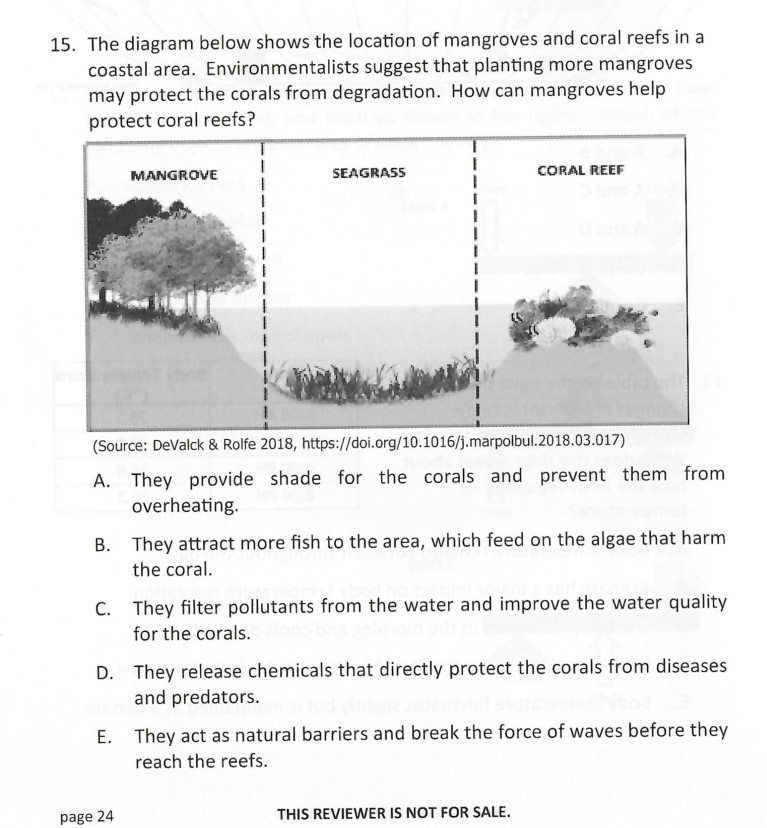 15. The diagram below shows the location of mangroves and coral reefs in a
coastal area. Environmentalists suggest that planting more mangroves
may protect the corals from degradation. How can mangroves help
protect coral reefs?
MANGROVE SEAGRASS CORAL REEF
(Source: DeValck & Rolfe 2018, https://doi.org/10.1016/j.marpolbul.2018.03.017)
A. They provide shade for the corals and prevent them from
overheating.
B. They attract more fish to the area, which feed on the algae that harm
the coral.
C. They filter pollutants from the water and improve the water quality
for the corals.
D. They release chemicals that directly protect the corals from diseases
and predators.
E. They act as natural barriers and break the force of waves before they
reach the reefs.
page 24 THIS REVIEWER IS NOT FOR SALE.